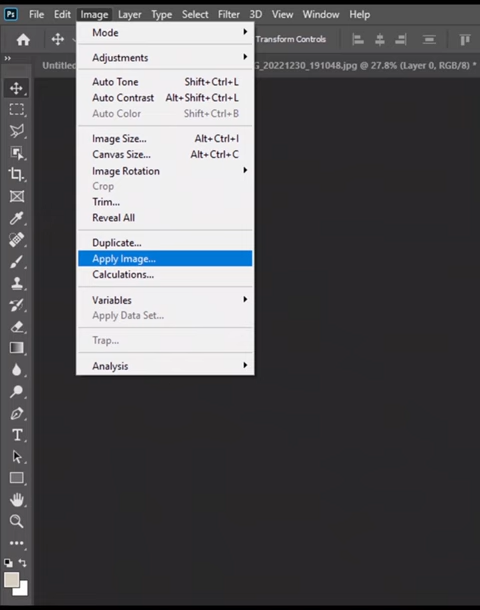 Ps File Edit Image Layer Type Select Filter 3D View Window Help
Transform Controls
Mode
Untitle G_20221230_191048.jpg @ 27.8% (Layer 0, RGB/8) *
Adjustments
Auto Tone Shift+Ctrl+L
Auto Contrast Alt+Shift+Ctrl+L
Auto Color Shift+Ctrl+B
Image Size... Alt+Ctrl+I
Canvas Size... Alt+Ctrl+C
Image Rotation
Crop
Trim...
Reveal All
Duplicate...
Apply Image...
Calculations...
Variables
Apply Data Set...
Trap...
Analysis
T